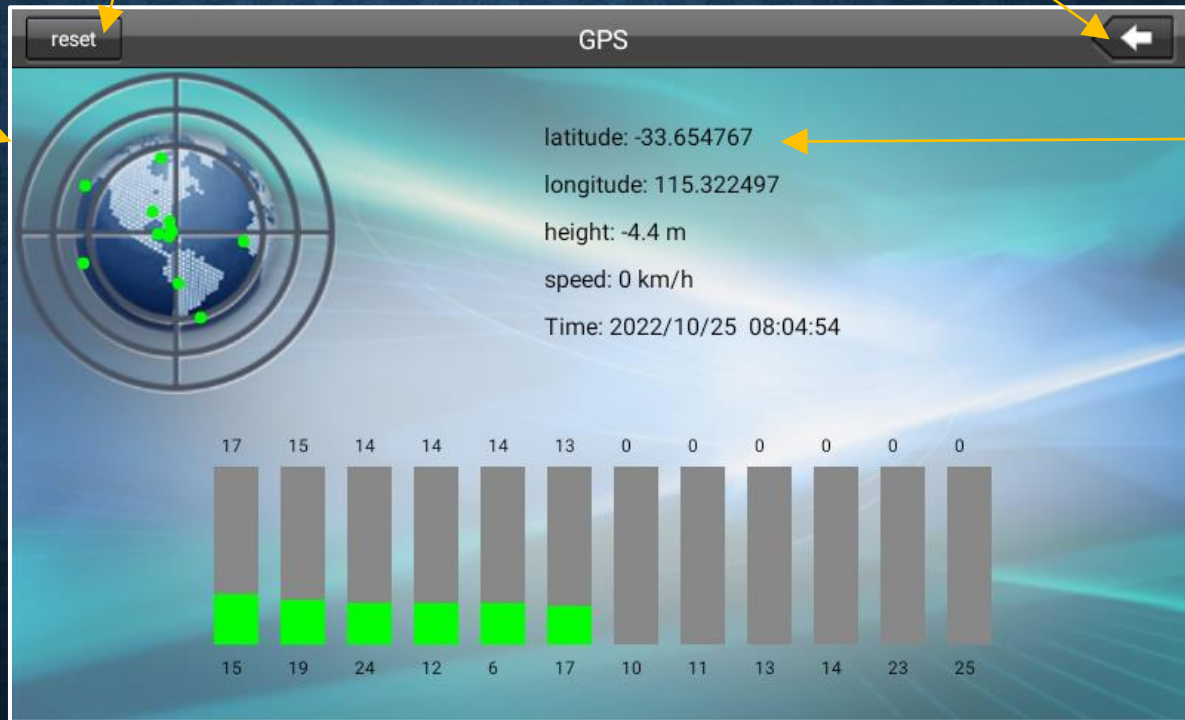 reset GPS
latitude: -33.654767
longitude: 115.322497
height: -4.4 m
speed: 0 km/h
Time: 2022/10/25 08:04:54
17 15 14 14 14 13 0 0 0 0 0 0
15 19 24 12 6 17 10 11 13 14 23 25